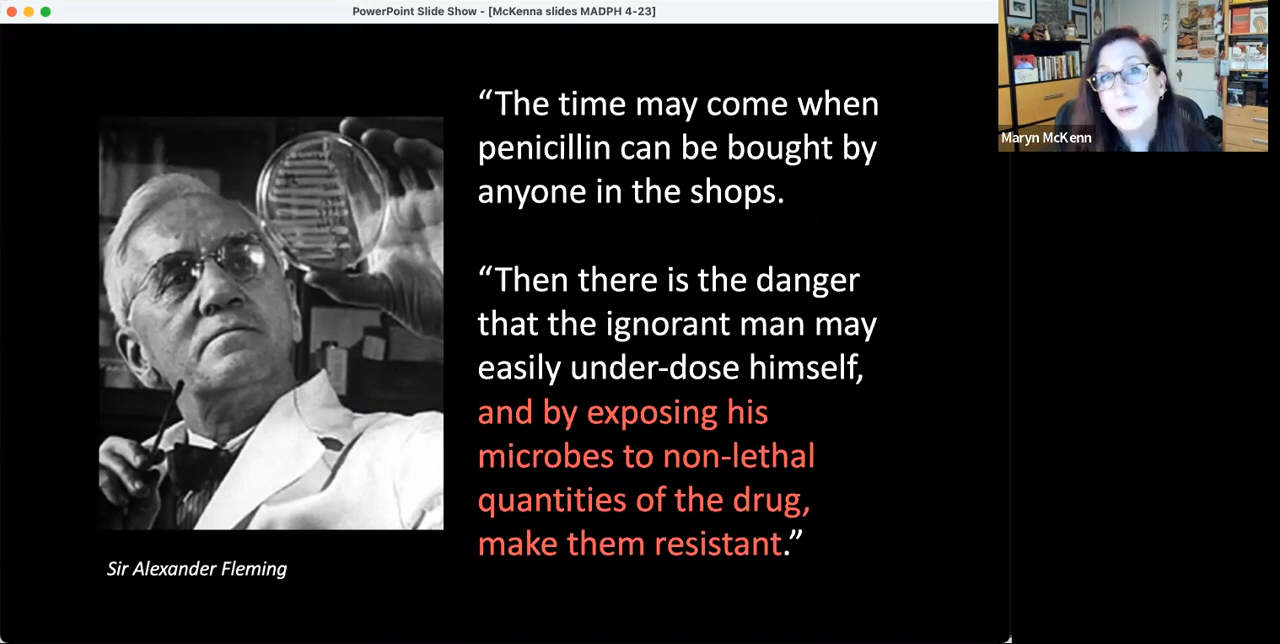 PowerPoint Slide Show - [McKenna slides MADPH 4-23]
“The time may come when
penicillin can be bought by
anyone in the shops.
“Then there is the danger
that the ignorant man may
easily under-dose himself,
and by exposing his
microbes to non-lethal
quantities of the drug,
make them resistant.”
Sir Alexander Fleming
Maryn McKenn